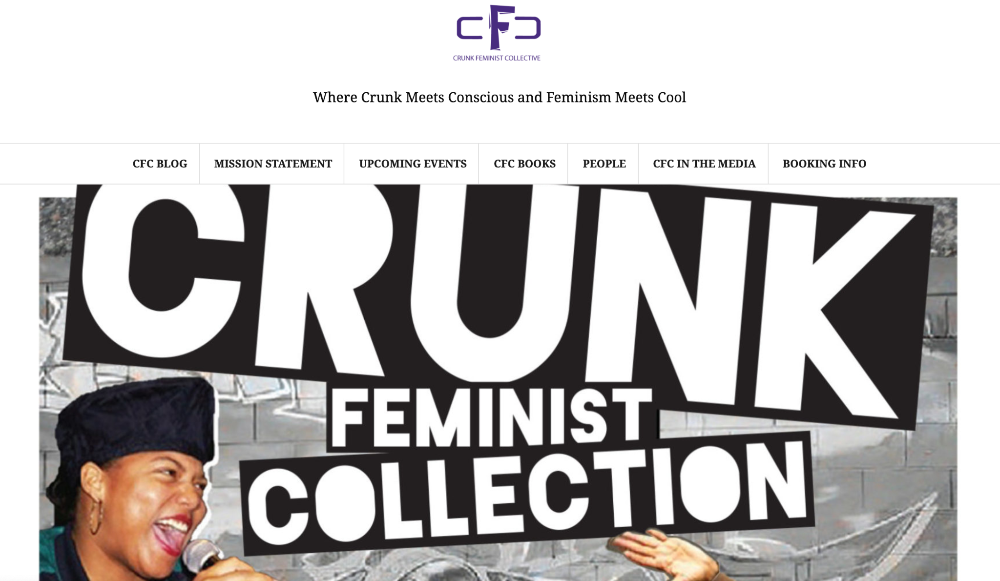 CFC
CRUNK FEMINIST COLLECTIVE
Where Crunk Meets Conscious and Feminism Meets Cool
CFC BLOG
MISSION STATEMENT
UPCOMING EVENTS
CFC BOOKS
PEOPLE
CFC IN THE MEDIA
BOOKING INFO
CRUNK
FEMINIST
COLLECTION